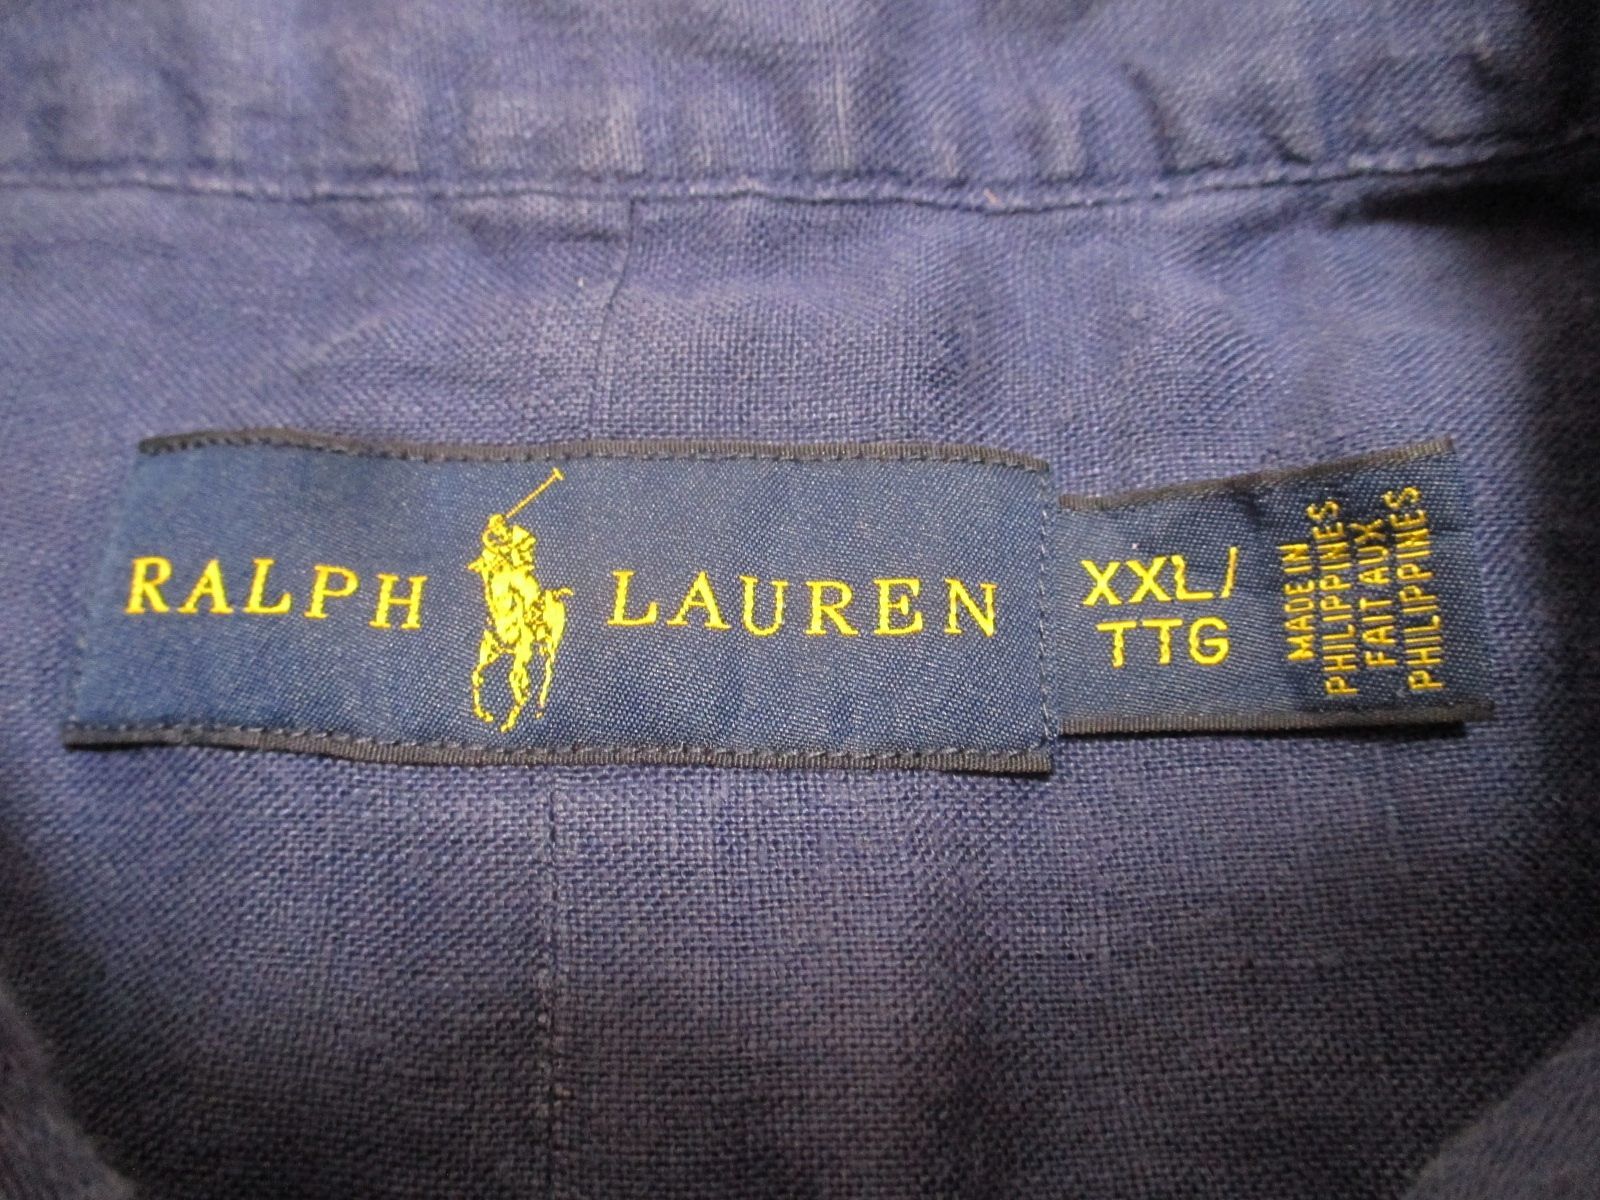 RALPH LAUREN
XXL/
TTG
MADE IN
PHILIPPINES
FAIT AUX
PHILIPPINES